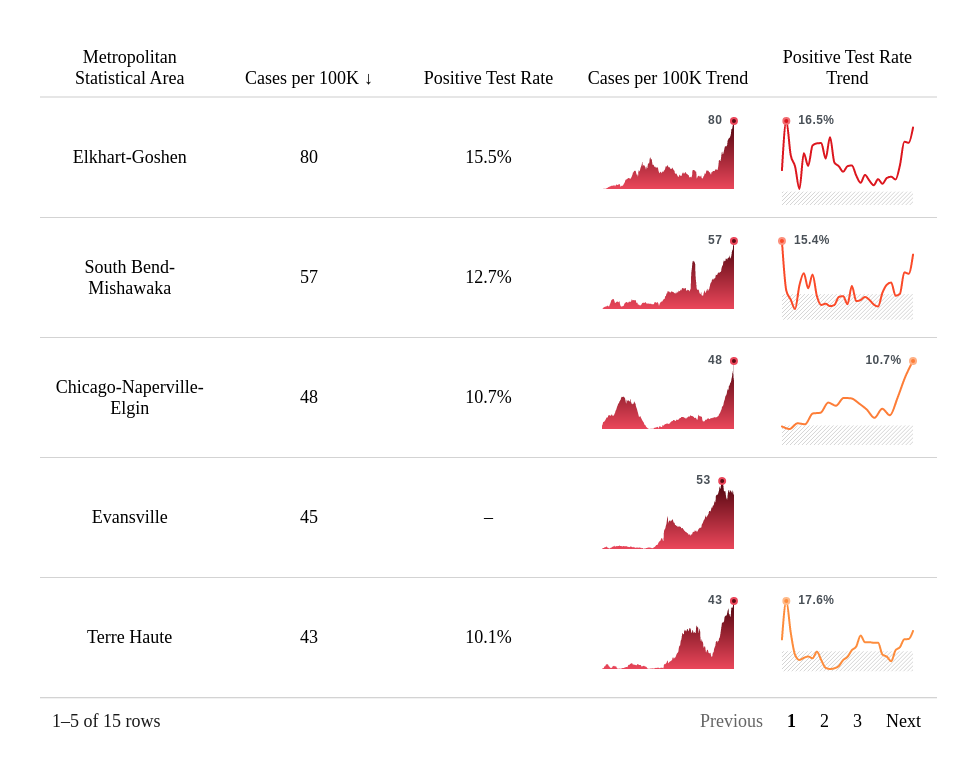 Metropolitan
Statistical Area
Cases per 100K ↓
Positive Test Rate
Cases per 100K Trend
Positive Test Rate
Trend
Elkhart-Goshen
80
15.5%
80
16.5%
South Bend-
Mishawaka
57
12.7%
57
15.4%
Chicago-Naperville-
Elgin
48
10.7%
48
10.7%
Evansville
45
–
53
Terre Haute
43
10.1%
43
17.6%
1–5 of 15 rows
Previous 1 2 3 Next